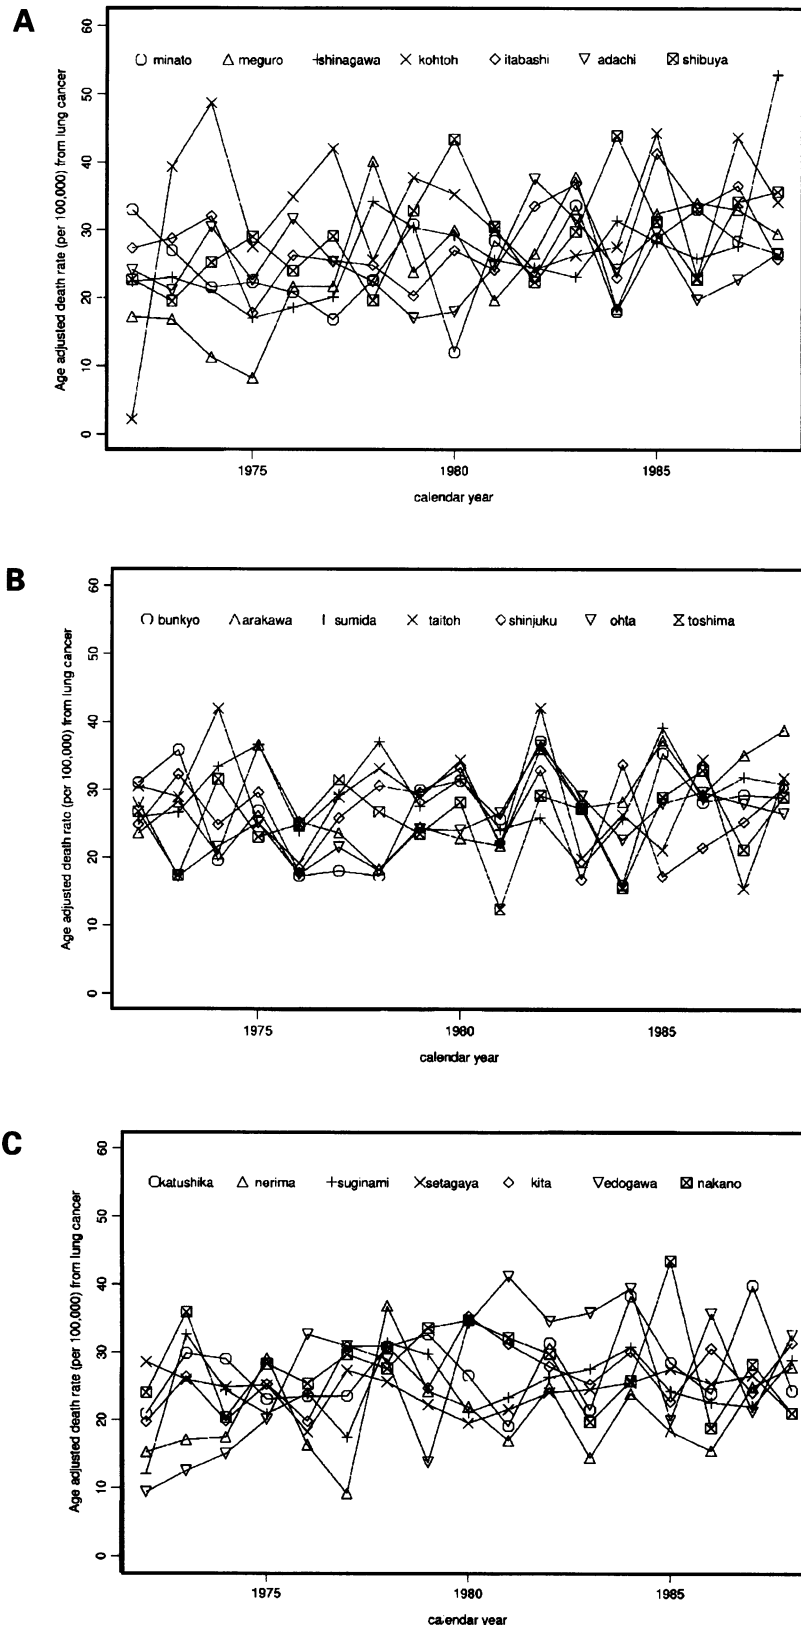 A
Age adjusted death rate (per 100,000) from lung cancer
60
50
40
30
20
10
0
minato meguro shinagawa kohtoh itabashi adachi shibuya
1975 1980 1985
calendar year
B
Age adjusted death rate (per 100,000) from lung cancer
60
50
40
30
20
10
0
bunkyo arakawa sumida taitoh shinjuku ohta toshima
1975 1980 1985
calendar year
C
Age adjusted death rate (per 100,000) from lung cancer
60
50
40
30
20
10
0
katushika nerima suginami setagaya kita edogawa nakano
1975 1980 1985
calendar year